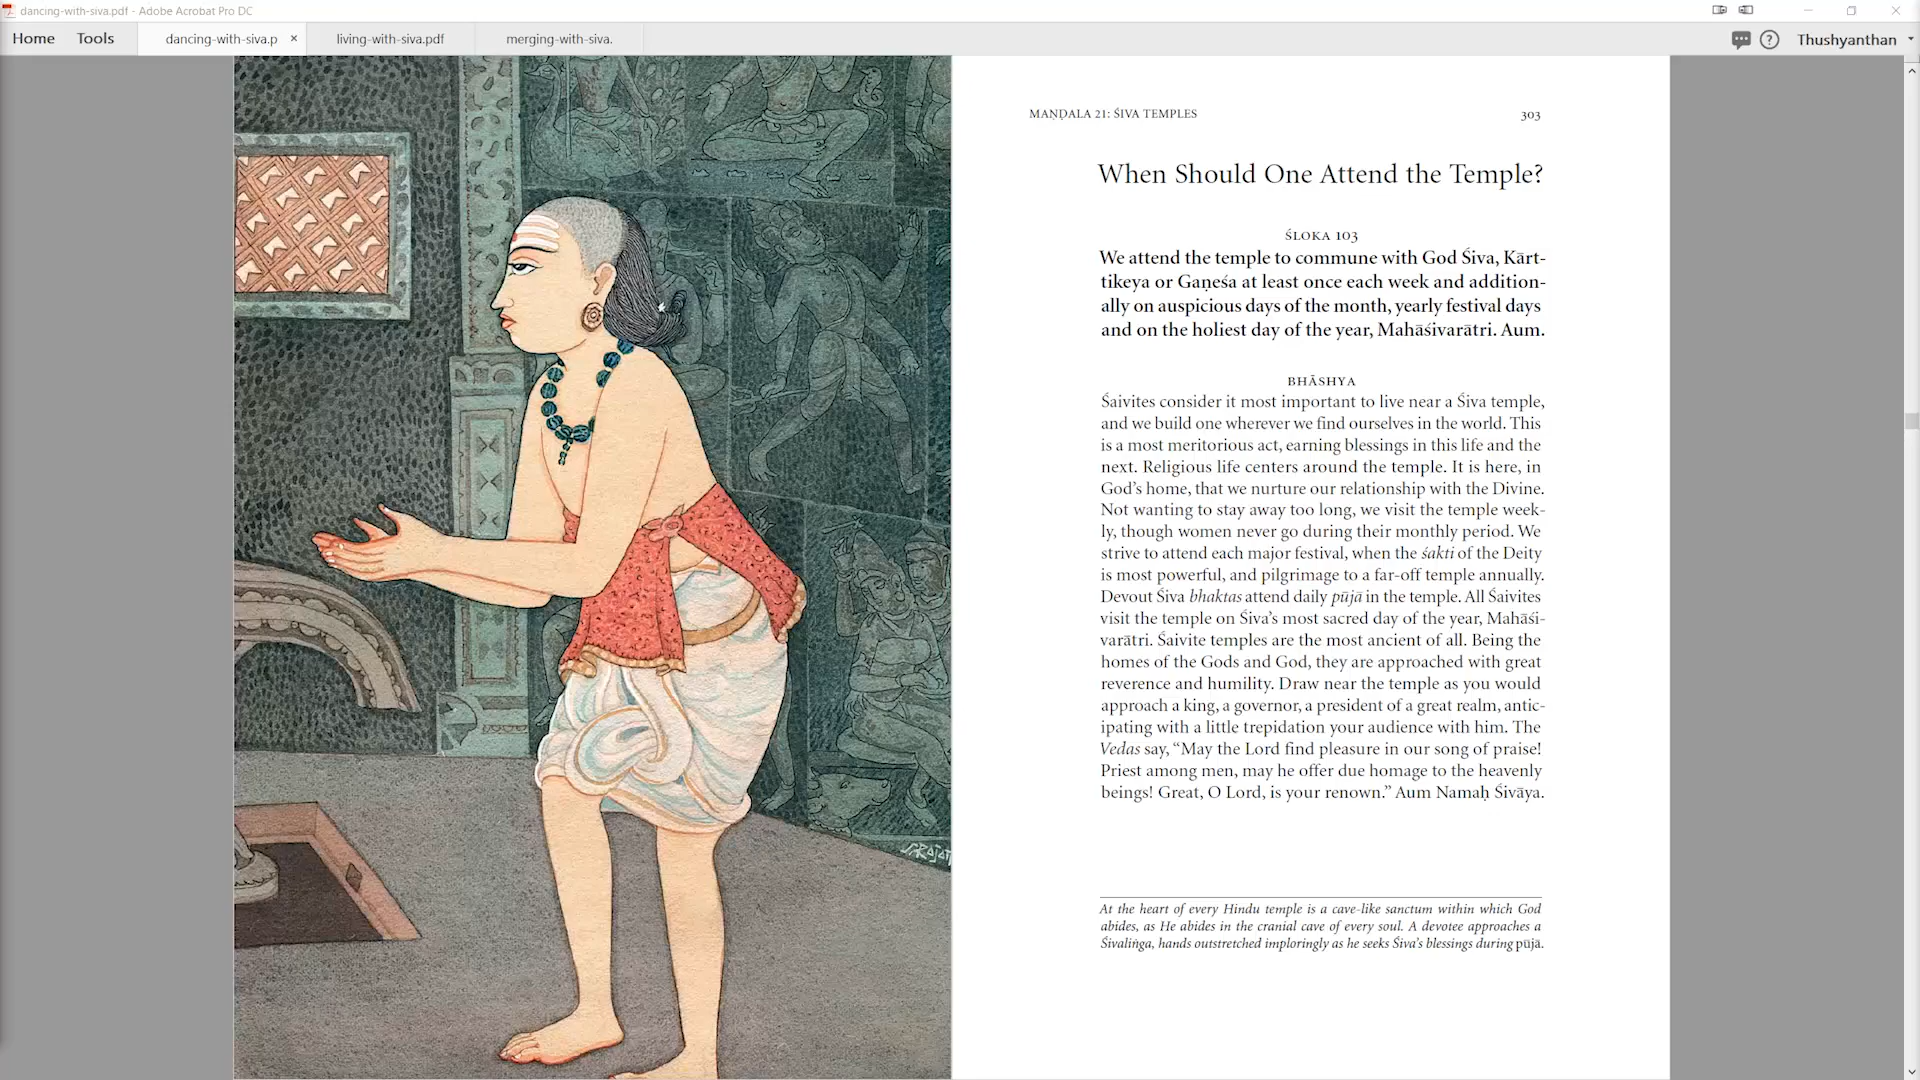 dancing-with-siva.pdf - Adobe Acrobat Pro DC
Home Tools dancing-with-siva.p × living-with-siva.pdf merging-with-siva. Thushyanthan
MAṆḌALA 21: ŚIVA TEMPLES 303
When Should One Attend the Temple?
ŚLOKA 103
We attend the temple to commune with God Śiva, Kārt-
tikeya or Gaṇeśa at least once each week and addition-
ally on auspicious days of the month, yearly festival days
and on the holiest day of the year, Mahāśivarātri. Aum.
BHĀSHYA
Śaivites consider it most important to live near a Śiva temple,
and we build one wherever we find ourselves in the world. This
is a most meritorious act, earning blessings in this life and the
next. Religious life centers around the temple. It is here, in
God’s home, that we nurture our relationship with the Divine.
Not wanting to stay away too long, we visit the temple week-
ly, though women never go during their monthly period. We
strive to attend each major festival, when the śakti of the Deity
is most powerful, and pilgrimage to a far-off temple annually.
Devout Śiva bhaktas attend daily pūjā in the temple. All Śaivites
visit the temple on Śiva’s most sacred day of the year, Mahāśi-
varātri. Śaivite temples are the most ancient of all. Being the
homes of the Gods and God, they are approached with great
reverence and humility. Draw near the temple as you would
approach a king, a governor, a president of a great realm, antic-
ipating with a little trepidation your audience with him. The
Vedas say, “May the Lord find pleasure in our song of praise!
Priest among men, may he offer due homage to the heavenly
beings! Great, O Lord, is your renown.” Aum Namaḥ Śivāya.
At the heart of every Hindu temple is a cave-like sanctum within which God
abides, as He abides in the cranial cave of every soul. A devotee approaches a
Śivaliṅga, hands outstretched imploringly as he seeks Śiva’s blessings during pūjā.